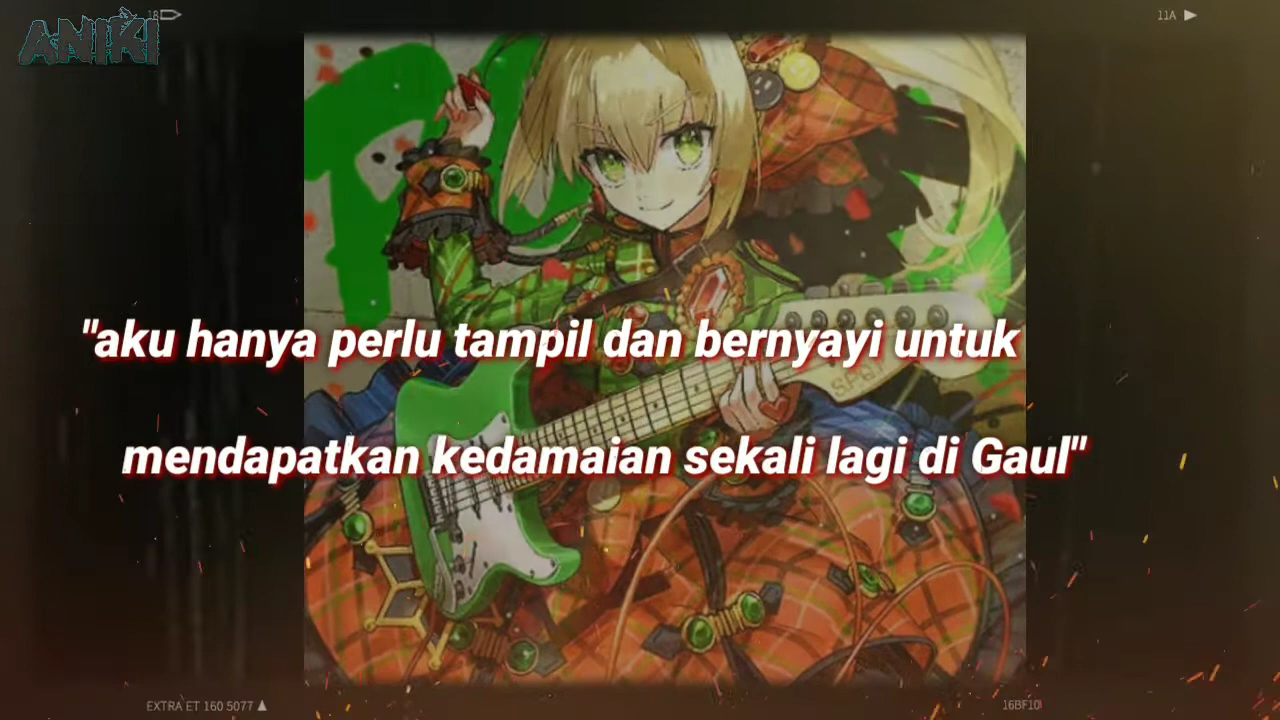 ANIKI
18
11A
"aku hanya perlu tampil dan bernyayi untuk
mendapatkan kedamaian sekali lagi di Gaul"
EXTRA ET 160 5077
16BF10